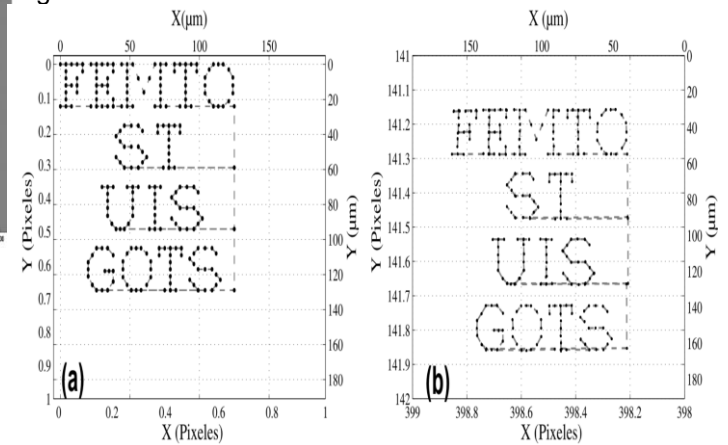 X(μm)
0 50 100 150
0 0.1 0.2 0.3 0.4 0.5 0.6 0.7 0.8 0.9 1
Y (Pixeles)
FEMTO
ST
UIS
GOTS
0 20 40 60 80 100 120 140 160 180
Y (μm)
(a)
0 0.2 0.4 0.6 0.8 1
X (Pixeles)
X (μm)
150 100 50 0
141 141.1 141.2 141.3 141.4 141.5 141.6 141.7 141.8 141.9 142
Y (Pixeles)
FEMTO
ST
UIS
GOTS
0 20 40 60 80 100 120 140 160 180
Y (μm)
(b)
399 398.8 398.6 398.4 398.2 398
X (Pixeles)